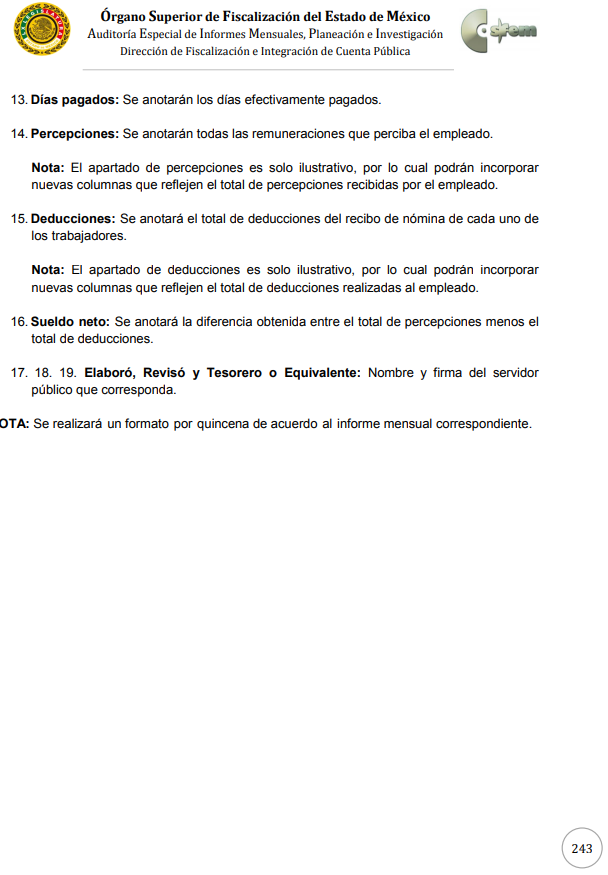 Órgano Superior de Fiscalización del Estado de México
Auditoría Especial de Informes Mensuales, Planeación e Investigación
Dirección de Fiscalización e Integración de Cuenta Pública
osfem
13. Días pagados: Se anotarán los días efectivamente pagados.
14. Percepciones: Se anotarán todas las remuneraciones que perciba el empleado.
Nota: El apartado de percepciones es solo ilustrativo, por lo cual podrán incorporar
nuevas columnas que reflejen el total de percepciones recibidas por el empleado.
15. Deducciones: Se anotará el total de deducciones del recibo de nómina de cada uno de
los trabajadores.
Nota: El apartado de deducciones es solo ilustrativo, por lo cual podrán incorporar
nuevas columnas que reflejen el total de deducciones realizadas al empleado.
16. Sueldo neto: Se anotará la diferencia obtenida entre el total de percepciones menos el
total de deducciones.
17. 18. 19. Elaboró, Revisó y Tesorero o Equivalente: Nombre y firma del servidor
público que corresponda.
OTA: Se realizará un formato por quincena de acuerdo al informe mensual correspondiente.
243